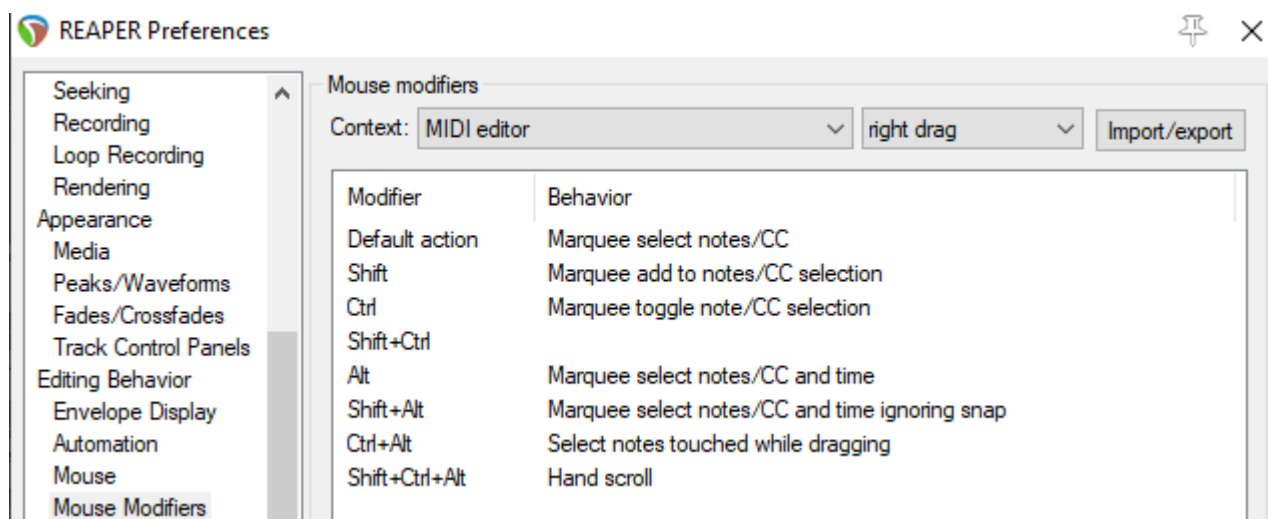 REAPER Preferences
Seeking
Recording
Loop Recording
Rendering
Appearance
Media
Peaks/Waveforms
Fades/Crossfades
Track Control Panels
Editing Behavior
Envelope Display
Automation
Mouse
Mouse Modifiers
Mouse modifiers
Context: MIDI editor right drag Import/export
Modifier Behavior
Default action Marquee select notes/CC
Shift Marquee add to notes/CC selection
Ctrl Marquee toggle note/CC selection
Shift+Ctrl
Alt Marquee select notes/CC and time
Shift+Alt Marquee select notes/CC and time ignoring snap
Ctrl+Alt Select notes touched while dragging
Shift+Ctrl+Alt Hand scroll